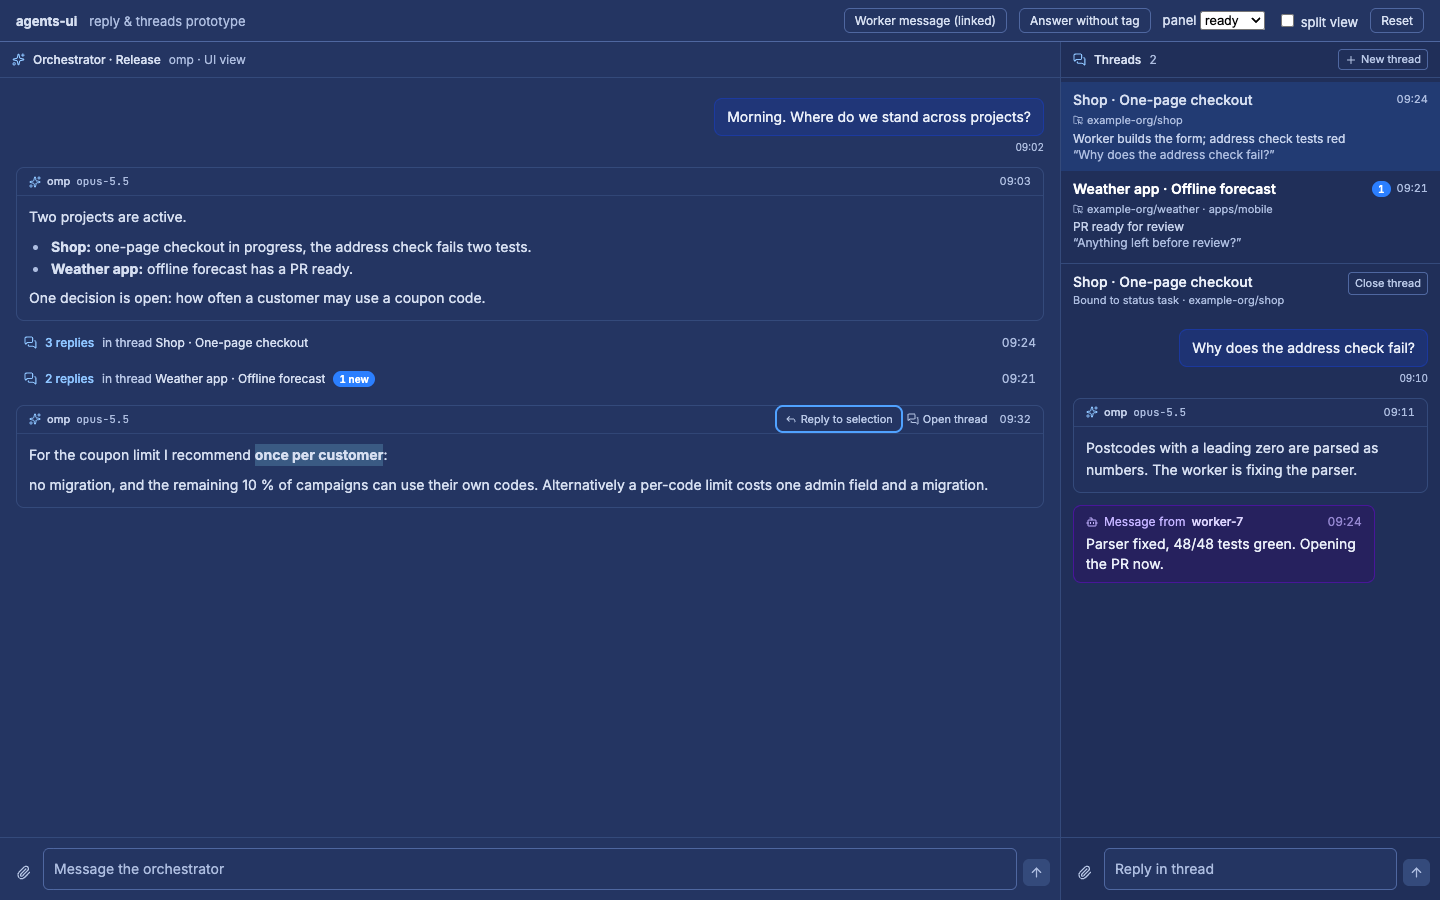 agents-ui reply & threads prototype
Worker message (linked) Answer without tag panel ready split view Reset
Orchestrator · Release omp · UI view
Morning. Where do we stand across projects?
09:02
omp opus-5.5 09:03
Two projects are active.
• Shop: one-page checkout in progress, the address check fails two tests.
• Weather app: offline forecast has a PR ready.
One decision is open: how often a customer may use a coupon code.
3 replies in thread Shop · One-page checkout 09:24
2 replies in thread Weather app · Offline forecast 1 new 09:21
omp opus-5.5 Reply to selection Open thread 09:32
For the coupon limit I recommend once per customer:
no migration, and the remaining 10 % of campaigns can use their own codes. Alternatively a per-code limit costs one admin field and a migration.
Message the orchestrator
Threads 2 + New thread
Shop · One-page checkout 09:24
example-org/shop
Worker builds the form; address check tests red
“Why does the address check fail?”
Weather app · Offline forecast 1 09:21
example-org/weather · apps/mobile
PR ready for review
“Anything left before review?”
Shop · One-page checkout Close thread
Bound to status task · example-org/shop
Why does the address check fail?
09:10
omp opus-5.5 09:11
Postcodes with a leading zero are parsed as
numbers. The worker is fixing the parser.
Message from worker-7 09:24
Parser fixed, 48/48 tests green. Opening
the PR now.
Reply in thread